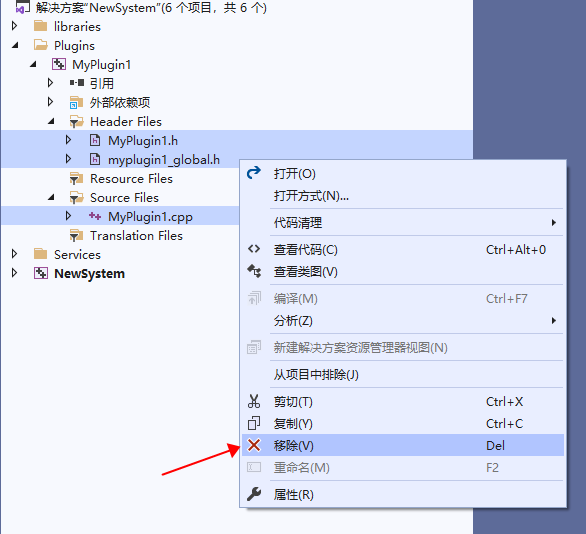 解决方案"NewSystem"(6 个项目，共 6 个)
libraries
Plugins
MyPlugin1
引用
外部依赖项
Header Files
MyPlugin1.h
myplugin1_global.h
Resource Files
Source Files
MyPlugin1.cpp
Translation Files
Services
NewSystem
打开(O)
打开方式(N)...
代码清理
查看代码(C) Ctrl+Alt+0
查看类图(V)
编译(M) Ctrl+F7
分析(Z)
新建解决方案资源管理器视图(N)
从项目中排除(J)
剪切(T) Ctrl+X
复制(Y) Ctrl+C
移除(V) Del
重命名(M) F2
属性(R)